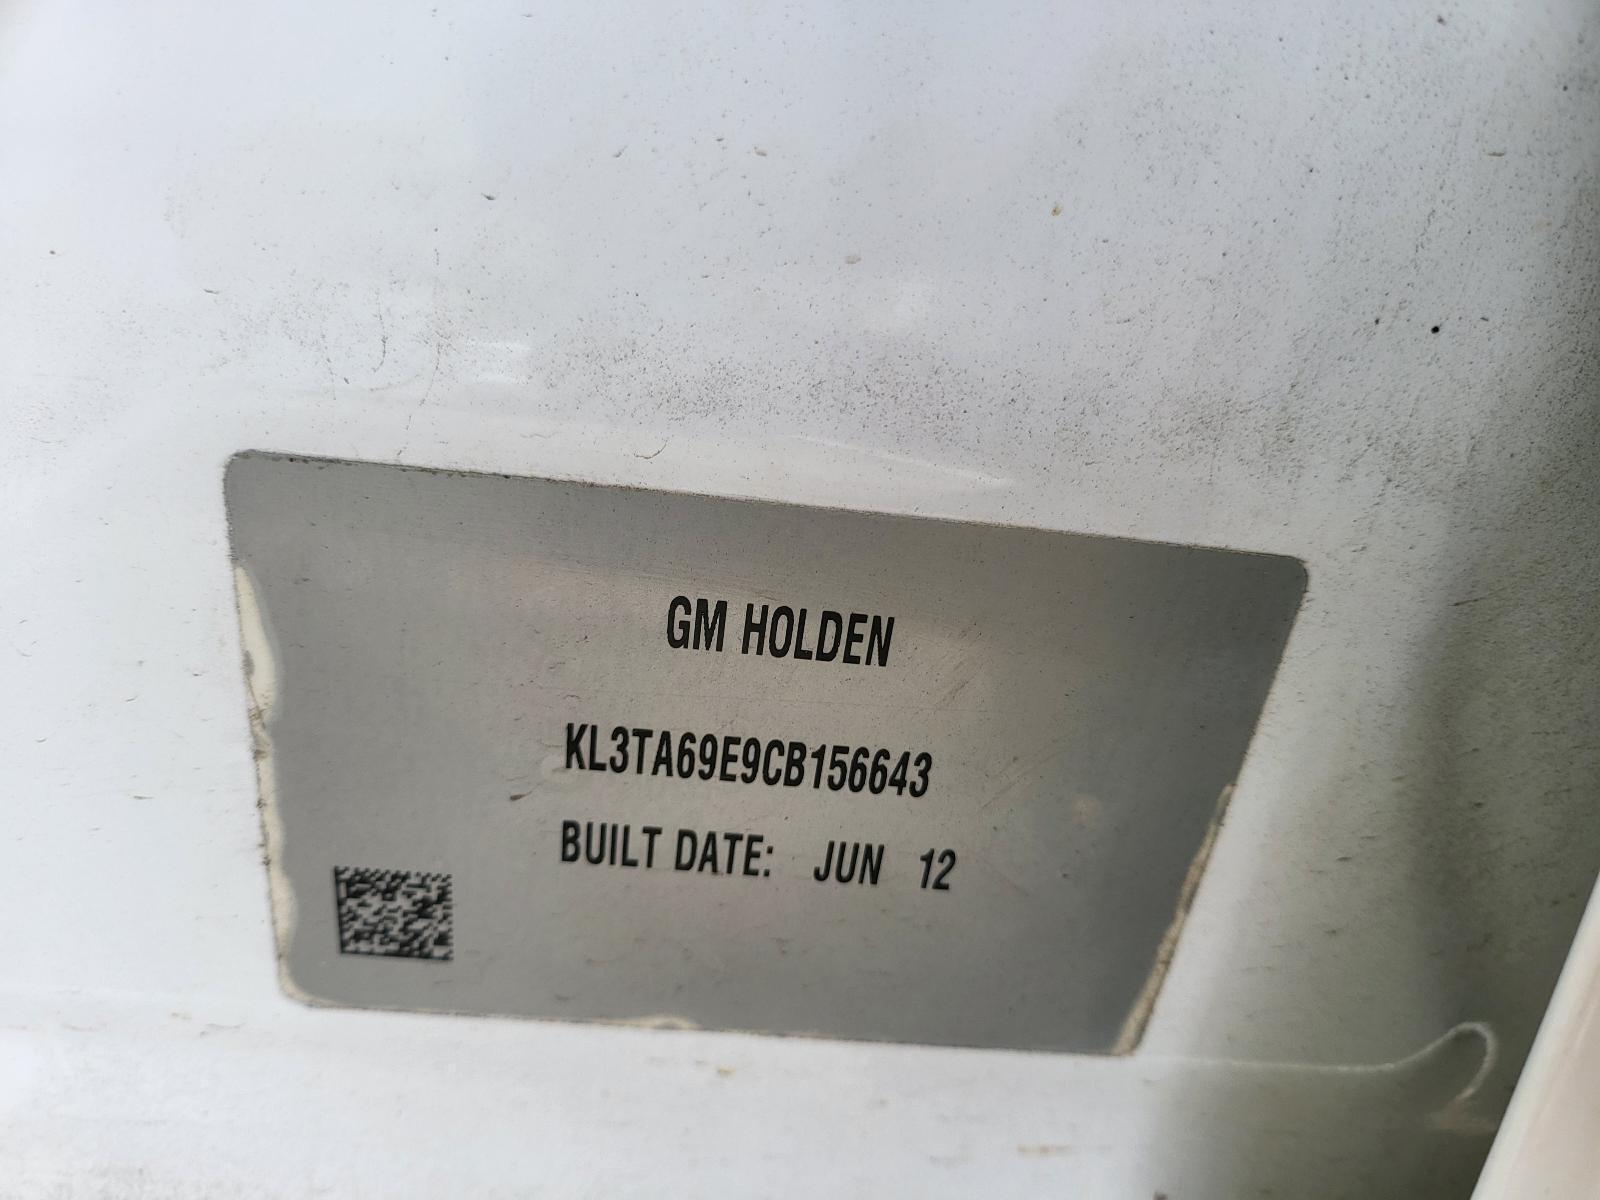 GM HOLDEN
KL3TA69E9CB156643
BUILT DATE: JUN 12